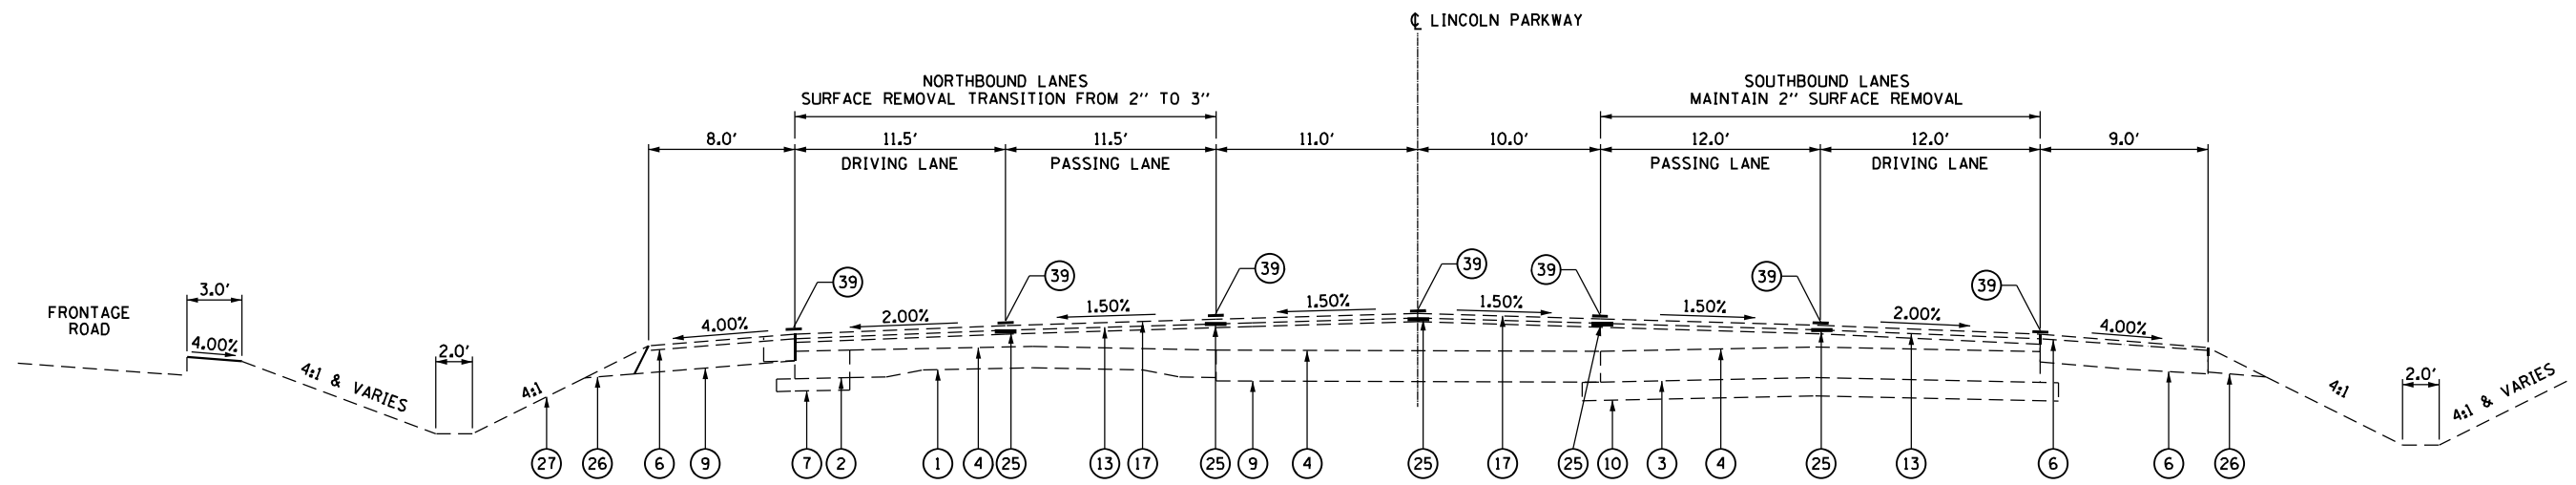 ℄ LINCOLN PARKWAY
NORTHBOUND LANES
SURFACE REMOVAL TRANSITION FROM 2'' TO 3''
SOUTHBOUND LANES
MAINTAIN 2'' SURFACE REMOVAL
8.0' 11.5' 11.5' 11.0' 10.0' 12.0' 12.0' 9.0'
DRIVING LANE PASSING LANE PASSING LANE DRIVING LANE
39 39 39 39 39 39 39
FRONTAGE
ROAD
3.0'
4.00%
4:1 & VARIES
2.0'
4:1
4.00% 2.00% 1.50% 1.50% 1.50% 1.50% 2.00% 4.00%
4:1
2.0'
4:1 & VARIES
27 26 6 9 7 2 1 4 25 13 17 25 9 4 25 17 25 10 3 4 25 13 6 6 26